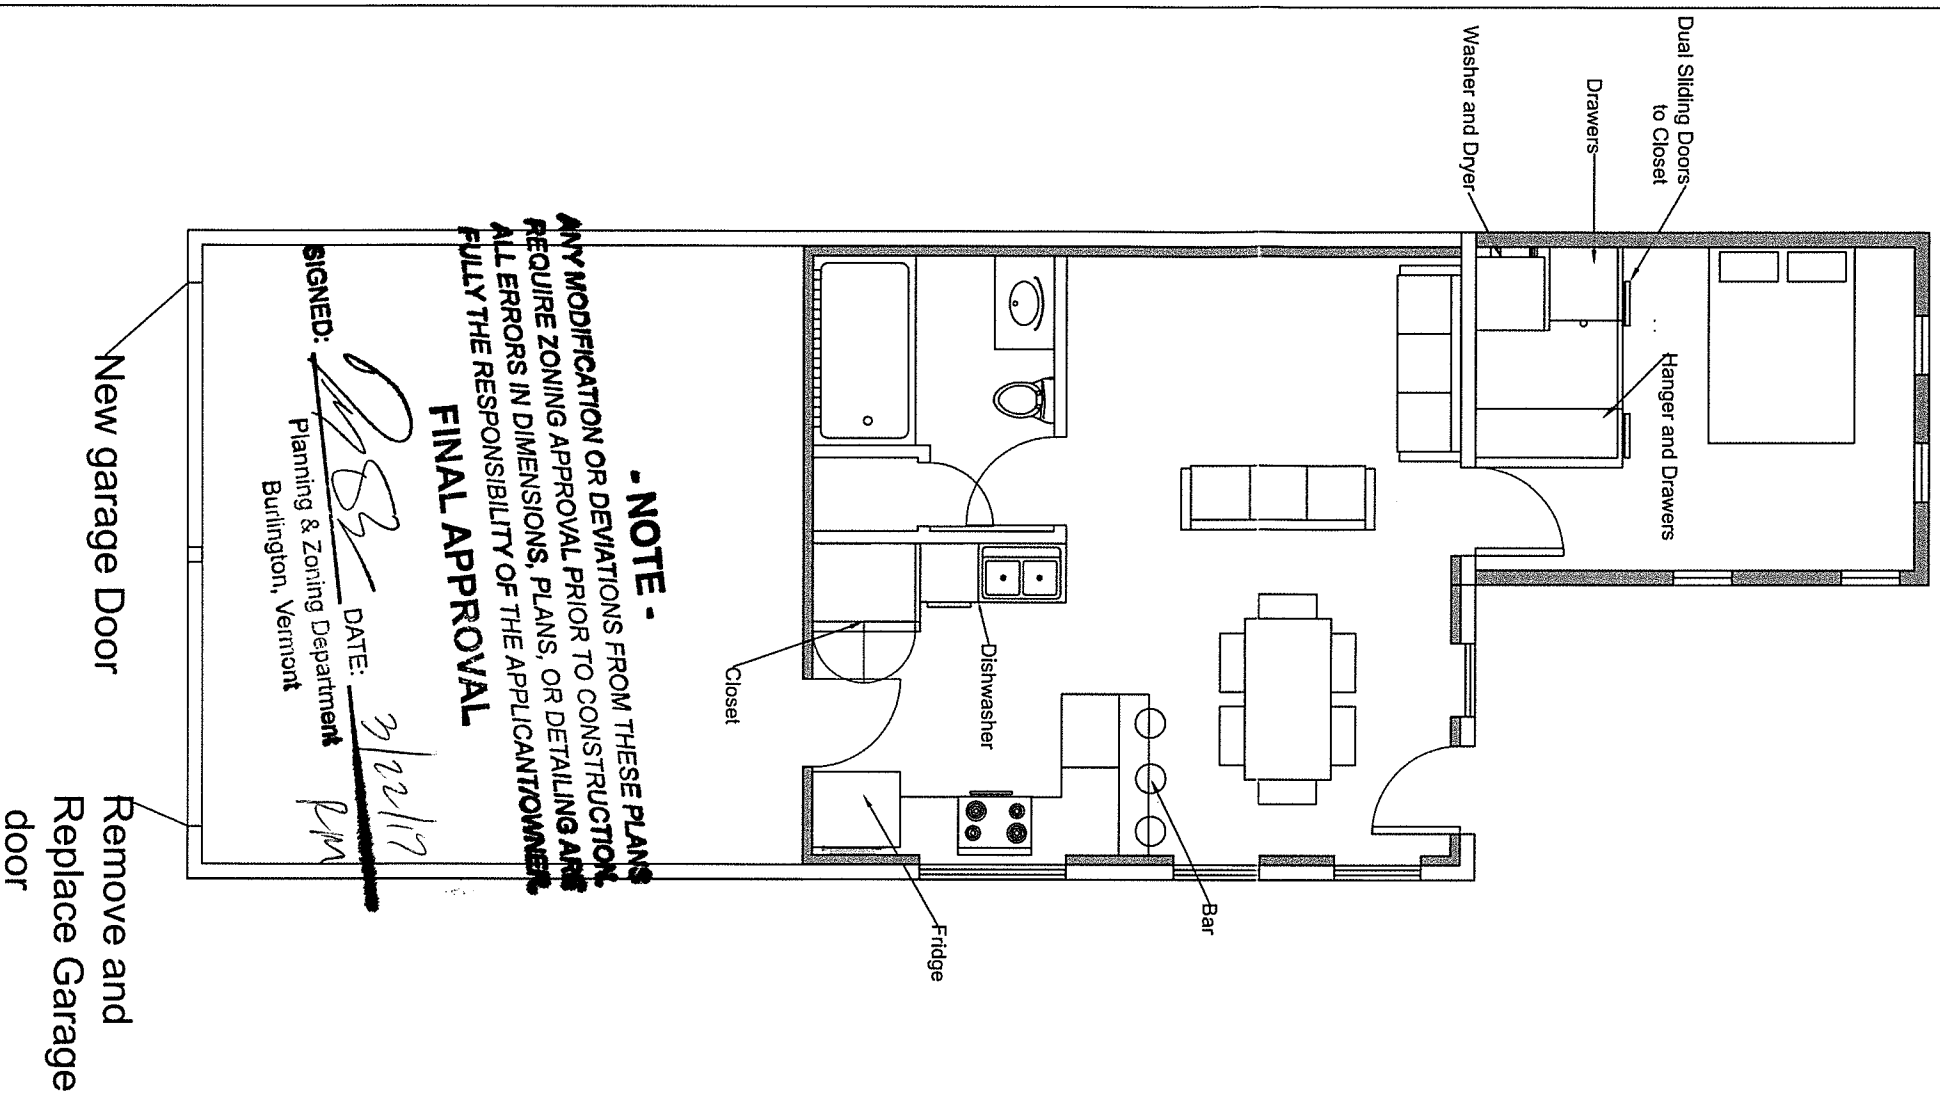 Dual Sliding Doors
to Closet
Drawers
Washer and Dryer
Hanger and Drawers
- NOTE -
ANY MODIFICATION OR DEVIATIONS FROM THESE PLANS
REQUIRE ZONING APPROVAL PRIOR TO CONSTRUCTION.
ALL ERRORS IN DIMENSIONS, PLANS, OR DETAILING ARE
FULLY THE RESPONSIBILITY OF THE APPLICANT/OWNER.
FINAL APPROVAL
SIGNED: DATE: 3/22/17
Planning & Zoning Department
Burlington, Vermont
Dishwasher
Closet
Bar
Fridge
New garage Door
Remove and
Replace Garage
door